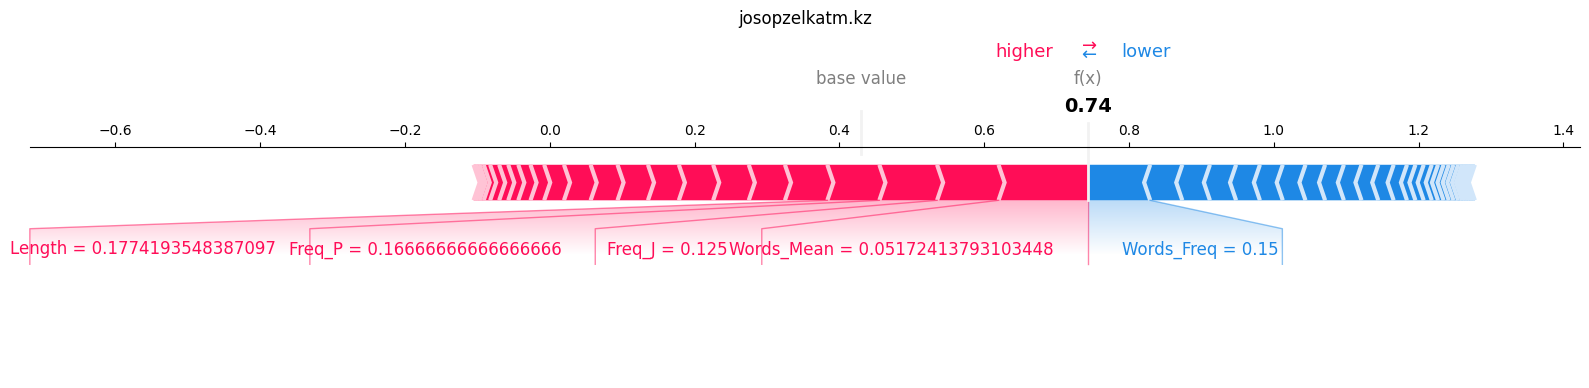 josopzelkatm.kz
higher ⇄ lower
base value f(x)
0.74
−0.6 −0.4 −0.2 0.0 0.2 0.4 0.6 0.8 1.0 1.2 1.4
Length = 0.1774193548387097 Freq_P = 0.16666666666666666 Freq_J = 0.125 Words_Mean = 0.05172413793103448 Words_Freq = 0.15